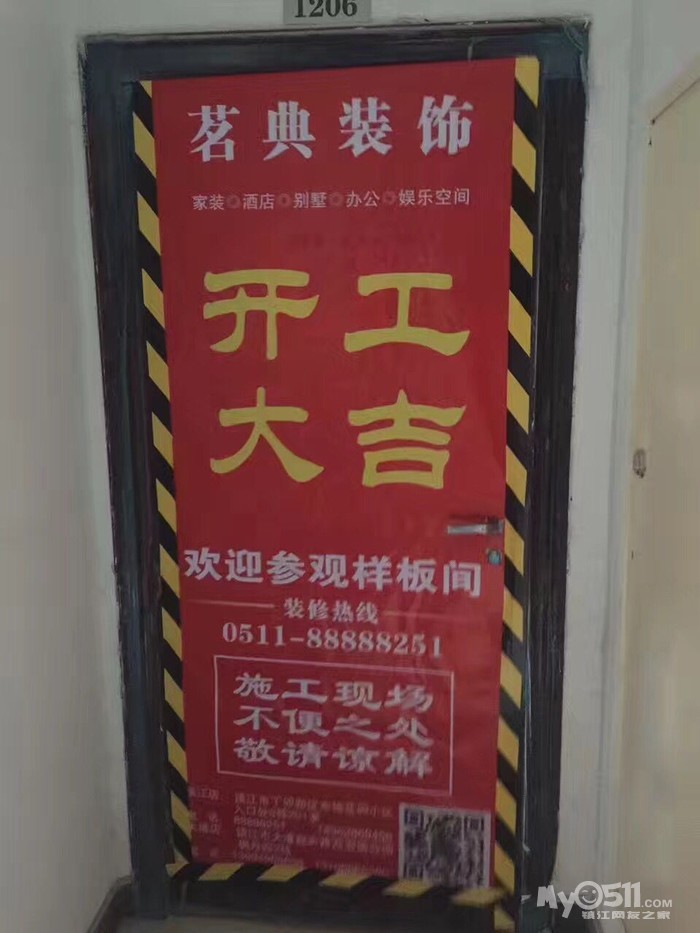 1206
茗典装饰
家装 酒店 别墅 办公 娱乐空间
开工
大吉
欢迎参观样板间
装修热线
0511-88888251
施工现场
不便之处
敬请谅解
My0511.com
镇江网友之家